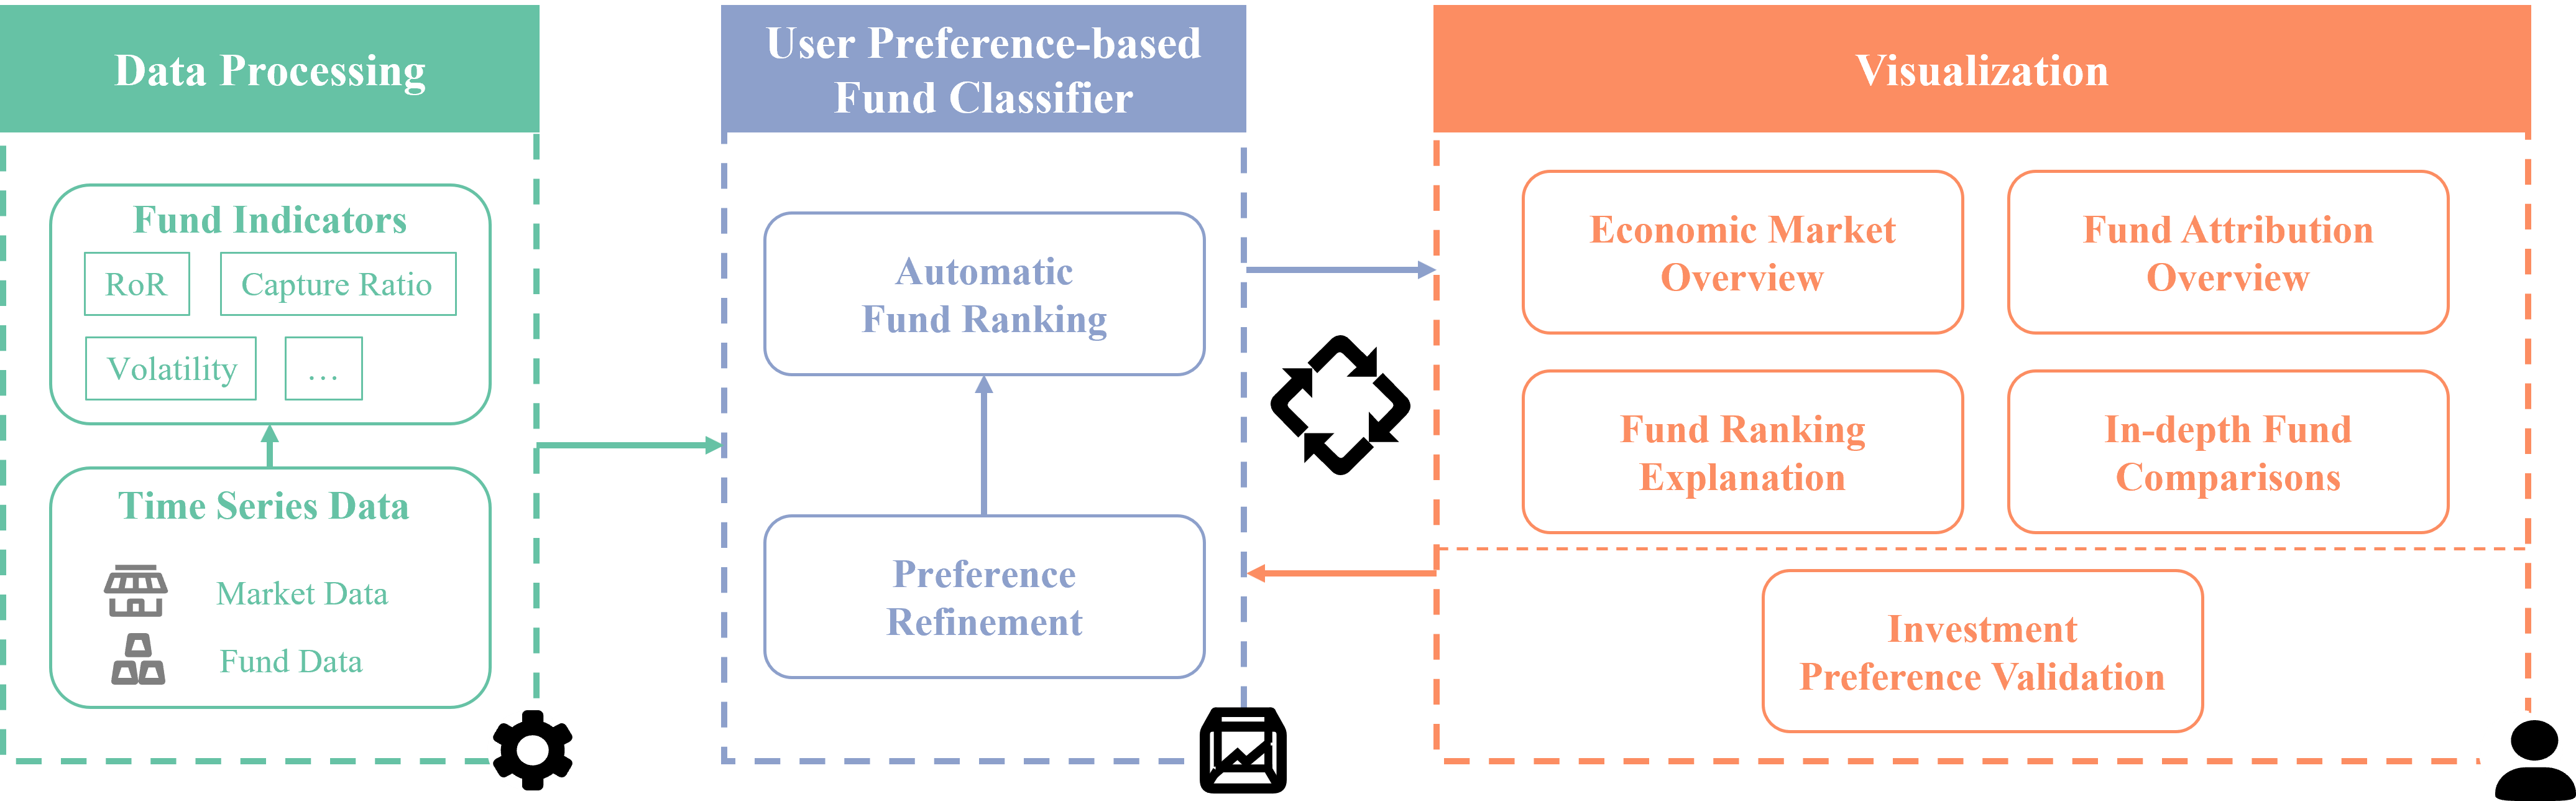 Data Processing
Fund Indicators
RoR
Capture Ratio
Volatility
...
Time Series Data
Market Data
Fund Data
User Preference-based
Fund Classifier
Automatic
Fund Ranking
Preference
Refinement
Visualization
Economic Market
Overview
Fund Attribution
Overview
Fund Ranking
Explanation
In-depth Fund
Comparisons
Investment
Preference Validation